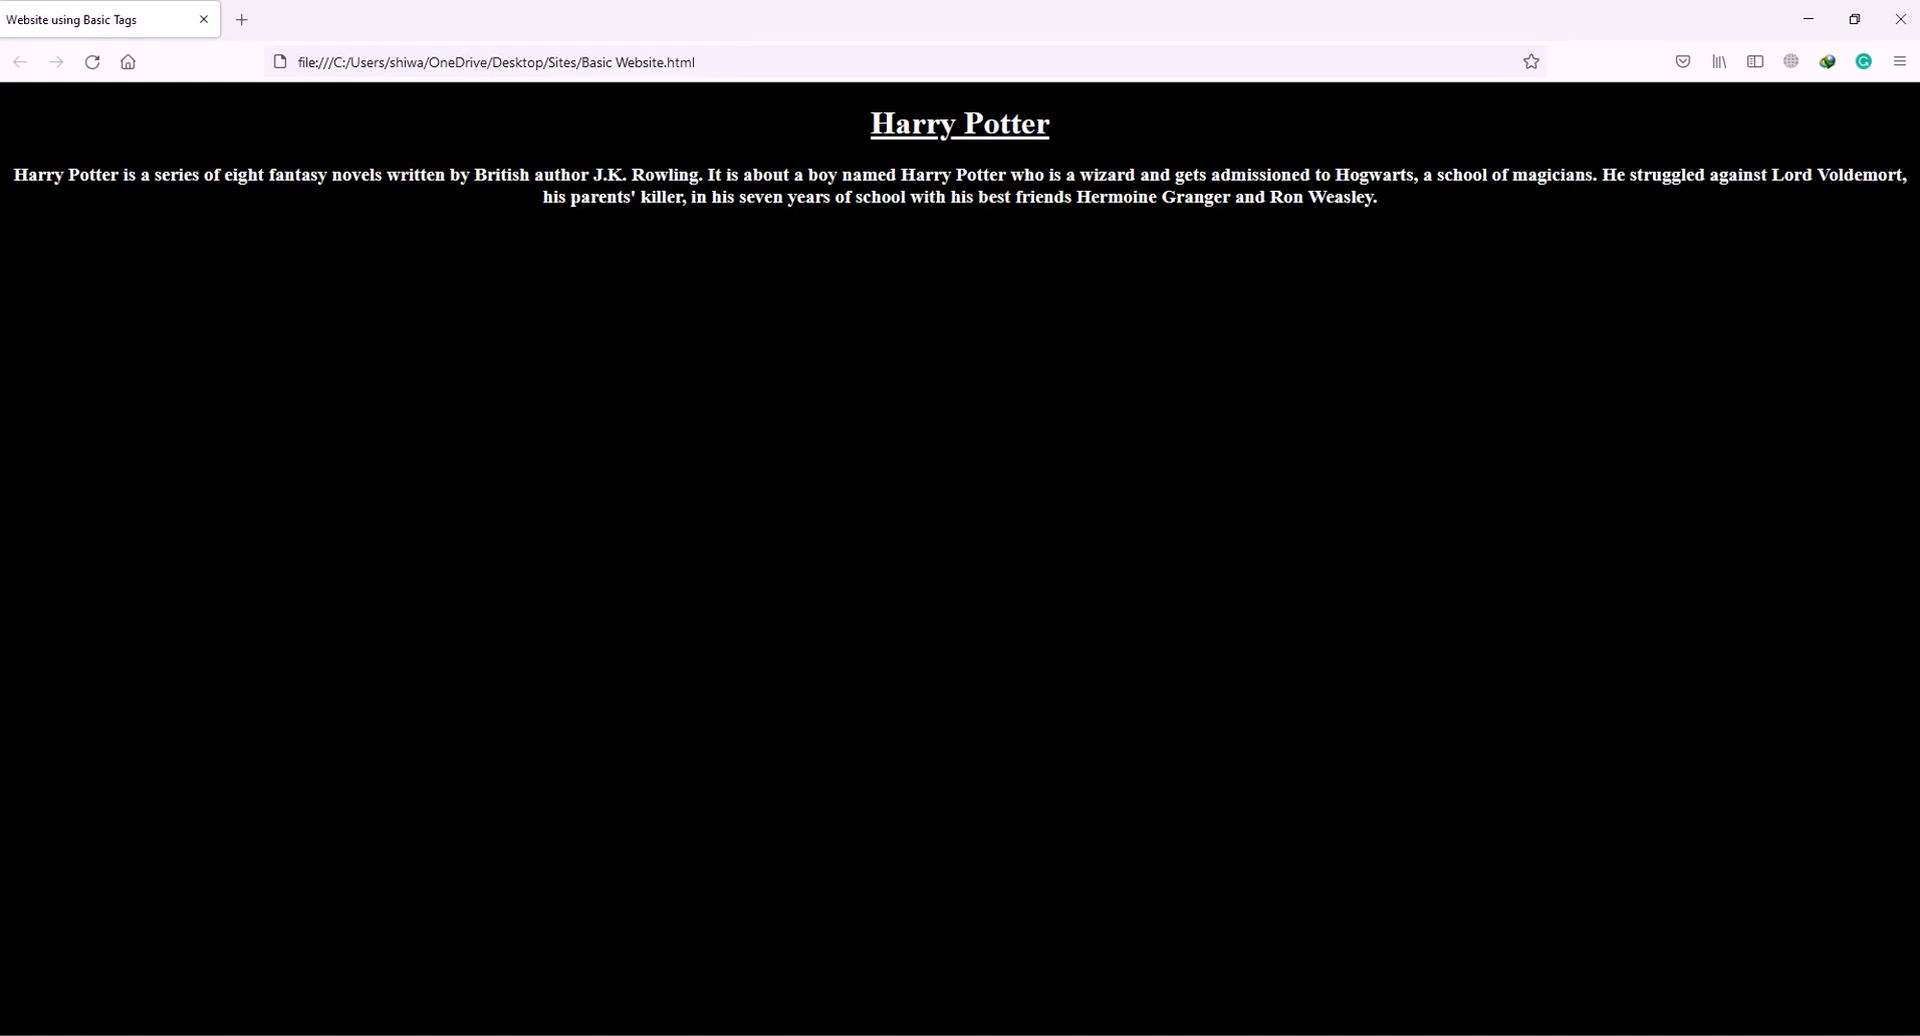 Website using Basic Tags
file:///C:/Users/shiwa/OneDrive/Desktop/Sites/Basic Website.html
Harry Potter
Harry Potter is a series of eight fantasy novels written by British author J.K. Rowling. It is about a boy named Harry Potter who is a wizard and gets admissioned to Hogwarts, a school of magicians. He struggled against Lord Voldemort,
his parents' killer, in his seven years of school with his best friends Hermoine Granger and Ron Weasley.